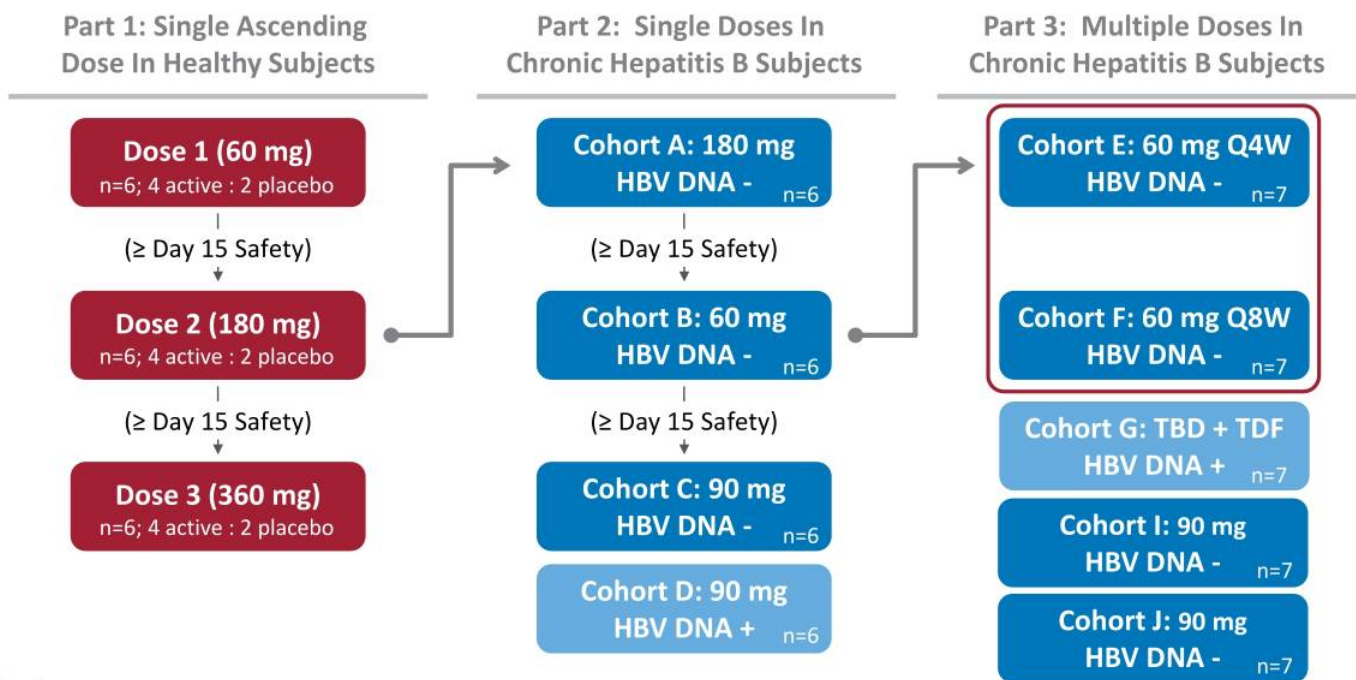 Part 1: Single Ascending
Dose In Healthy Subjects
Dose 1 (60 mg)
n=6; 4 active : 2 placebo
(≥ Day 15 Safety)
Dose 2 (180 mg)
n=6; 4 active : 2 placebo
(≥ Day 15 Safety)
Dose 3 (360 mg)
n=6; 4 active : 2 placebo
Part 2: Single Doses In
Chronic Hepatitis B Subjects
Cohort A: 180 mg
HBV DNA - n=6
(≥ Day 15 Safety)
Cohort B: 60 mg
HBV DNA - n=6
(≥ Day 15 Safety)
Cohort C: 90 mg
HBV DNA - n=6
Cohort D: 90 mg
HBV DNA + n=6
Part 3: Multiple Doses In
Chronic Hepatitis B Subjects
Cohort E: 60 mg Q4W
HBV DNA - n=7
Cohort F: 60 mg Q8W
HBV DNA - n=7
Cohort G: TBD + TDF
HBV DNA + n=7
Cohort I: 90 mg
HBV DNA - n=7
Cohort J: 90 mg
HBV DNA - n=7